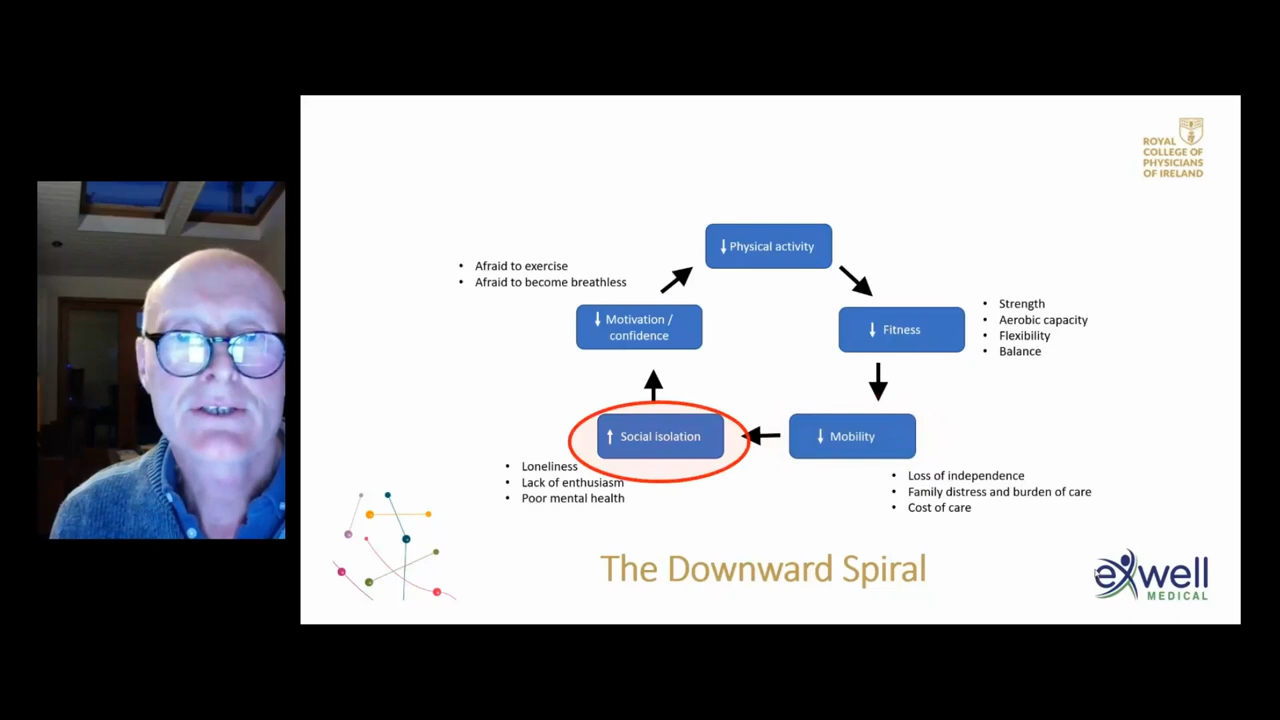 ROYAL
COLLEGE OF
PHYSICIANS
OF IRELAND
↓ Physical activity
• Afraid to exercise
• Afraid to become breathless
↓ Motivation /
confidence
↓ Fitness
• Strength
• Aerobic capacity
• Flexibility
• Balance
↑ Social isolation
↓ Mobility
• Loneliness
• Lack of enthusiasm
• Poor mental health
• Loss of independence
• Family distress and burden of care
• Cost of care
The Downward Spiral
exwell
MEDICAL